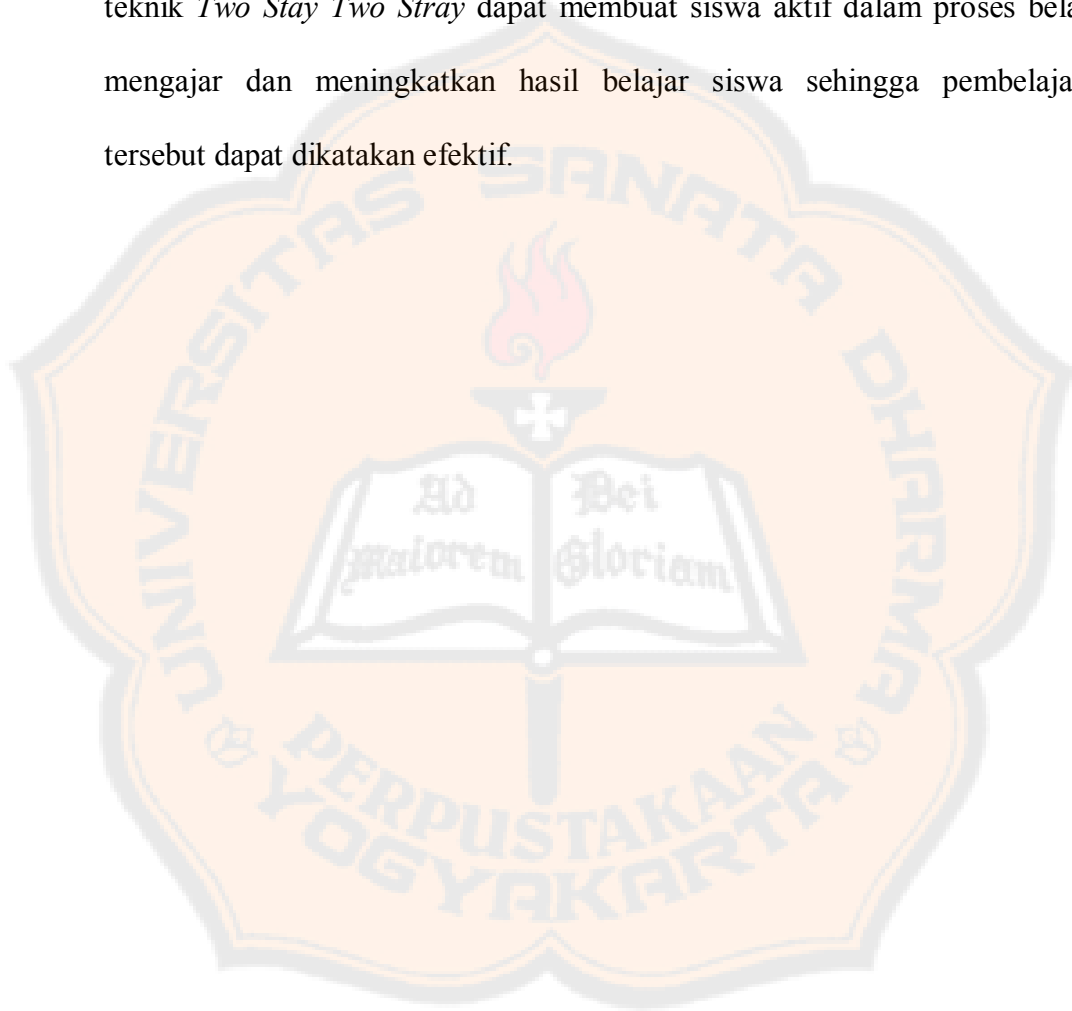 teknik Two Stay Two Stray dapat membuat siswa aktif dalam proses bela
mengajar dan meningkatkan hasil belajar siswa sehingga pembelaja
tersebut dapat dikatakan efektif.
UNIVERSITAS SANATA DHARMA
Ad Dei
Maiorem Gloriam
PERPUSTAKAAN
YOGYAKARTA